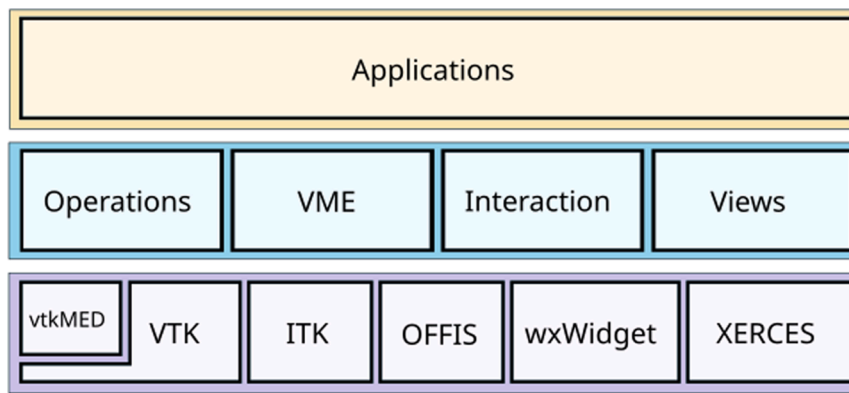 Applications
Operations VME Interaction Views
vtkMED VTK ITK OFFIS wxWidget XERCES